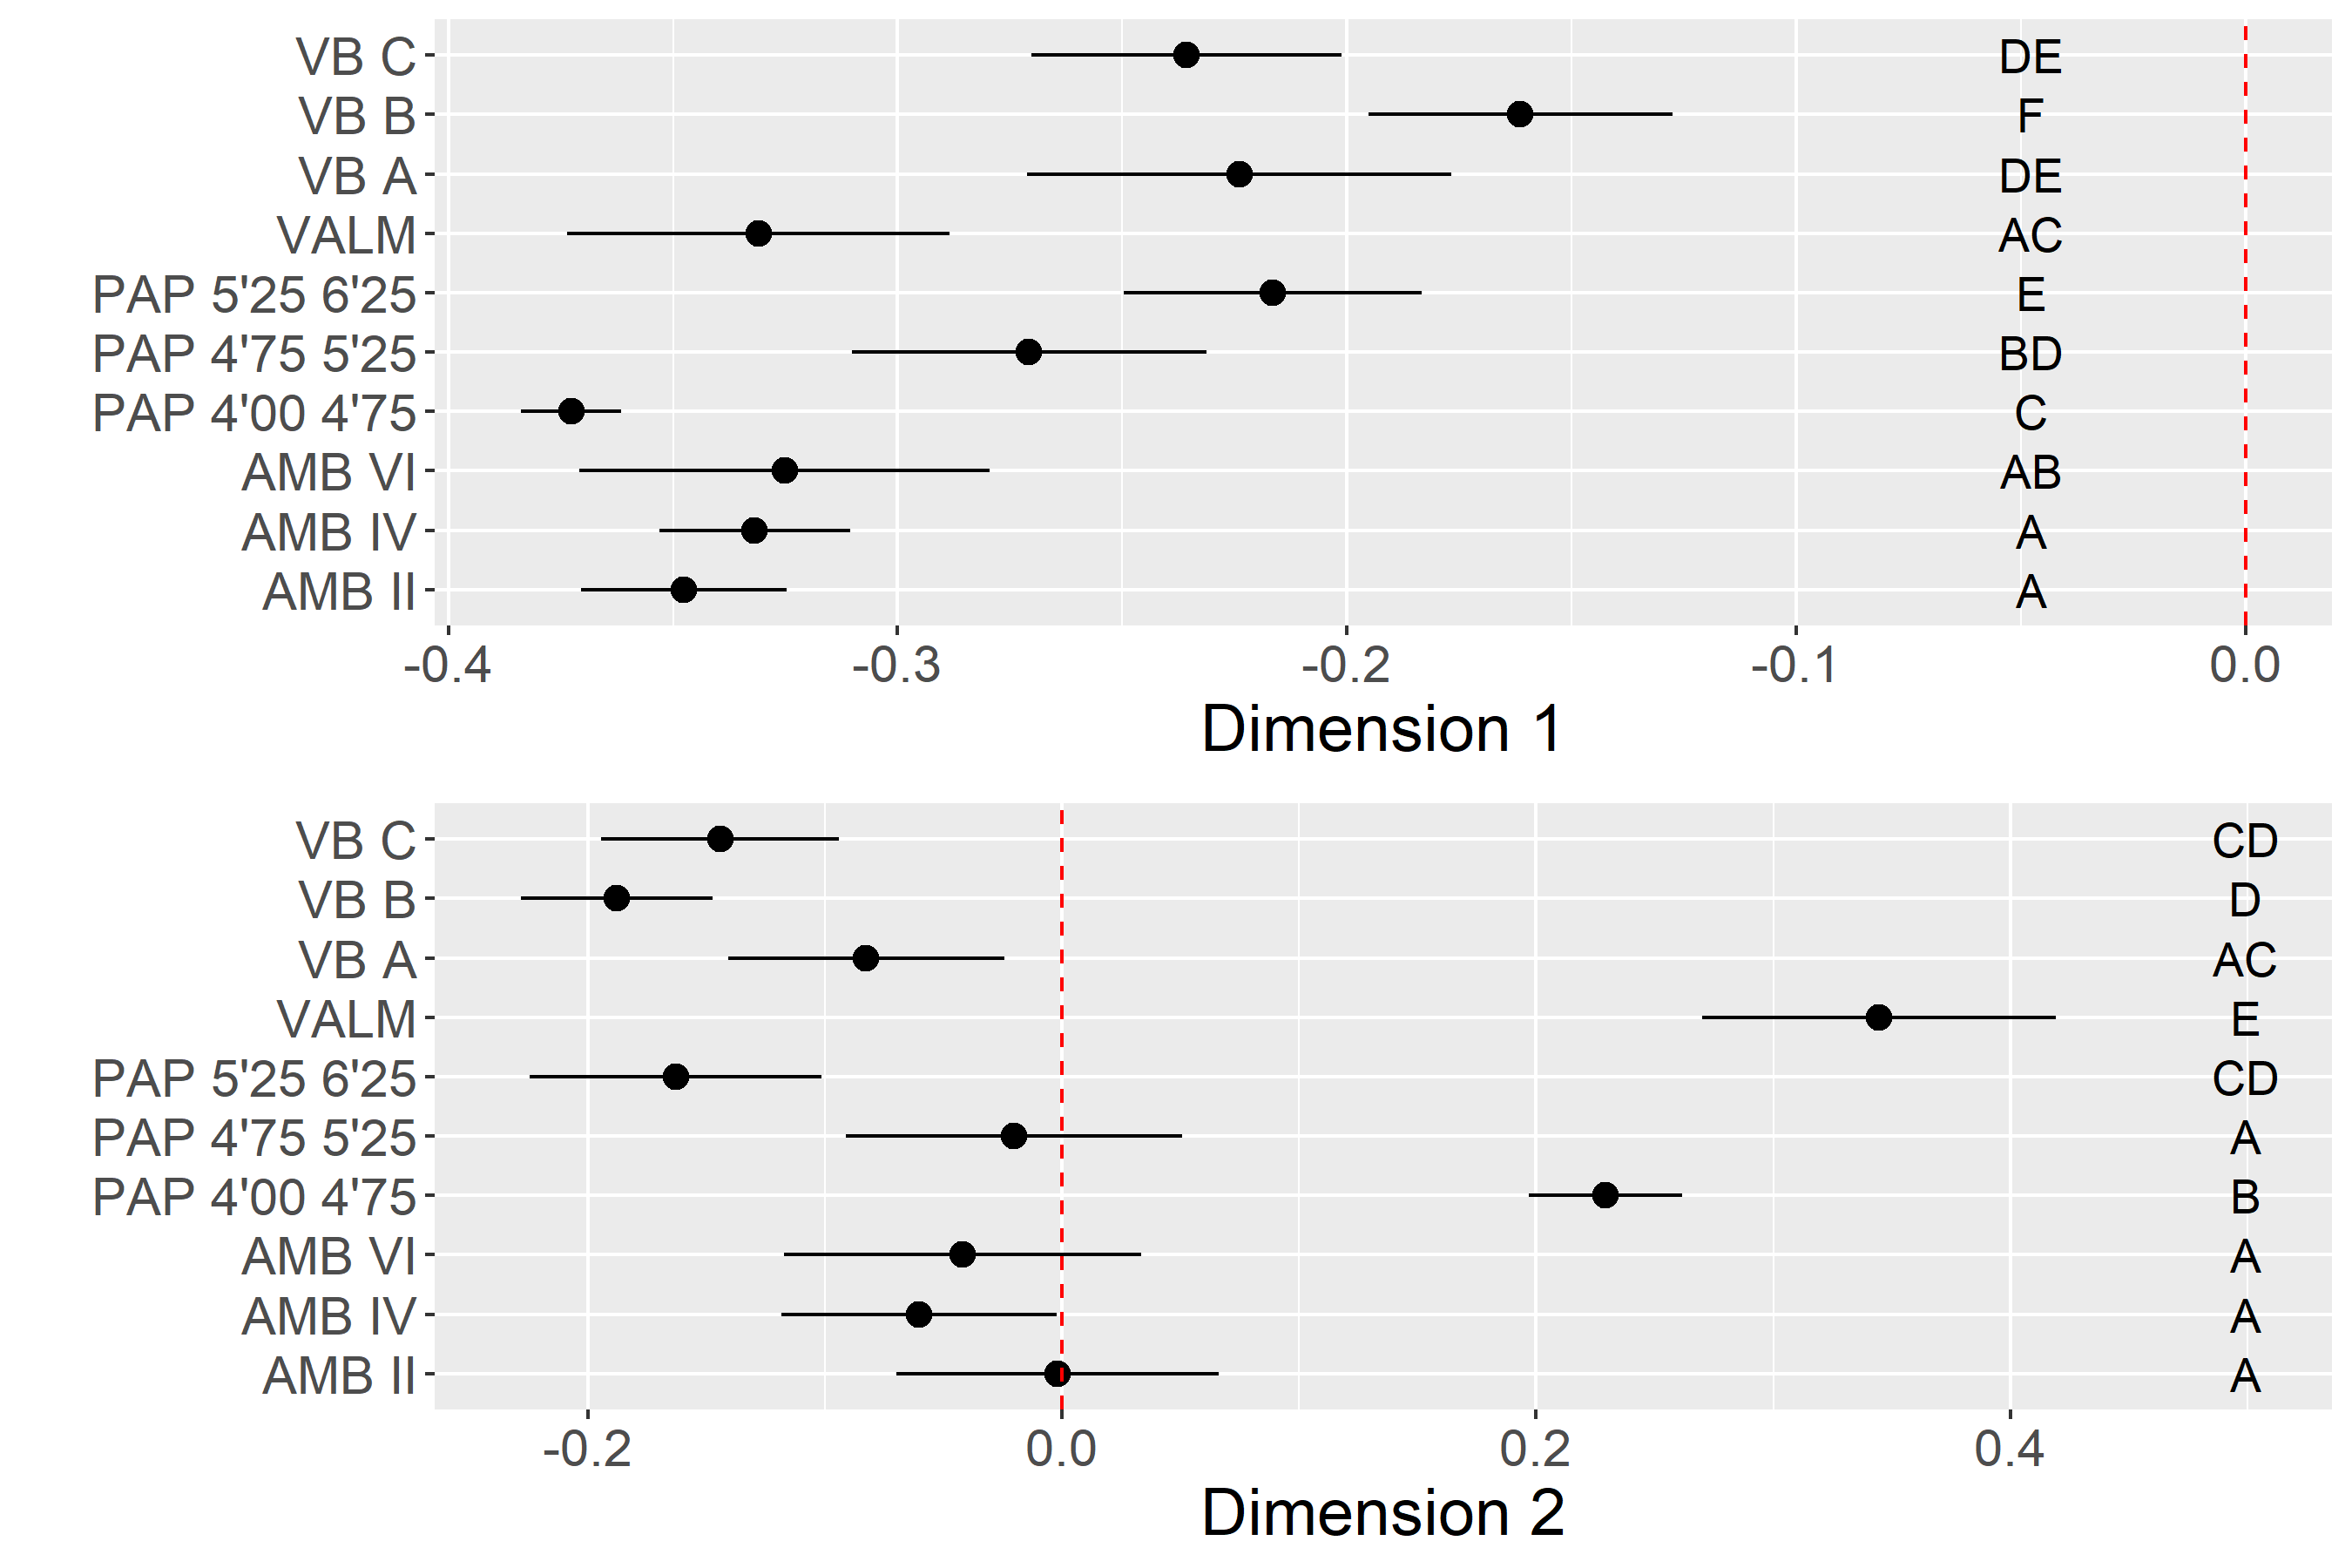 VB C DE
VB B F
VB A DE
VALM AC
PAP 5'25 6'25 E
PAP 4'75 5'25 BD
PAP 4'00 4'75 C
AMB VI AB
AMB IV A
AMB II A
-0.4 -0.3 -0.2 -0.1 0.0
Dimension 1
VB C CD
VB B D
VB A AC
VALM E
PAP 5'25 6'25 CD
PAP 4'75 5'25 A
PAP 4'00 4'75 B
AMB VI A
AMB IV A
AMB II A
-0.2 0.0 0.2 0.4
Dimension 2